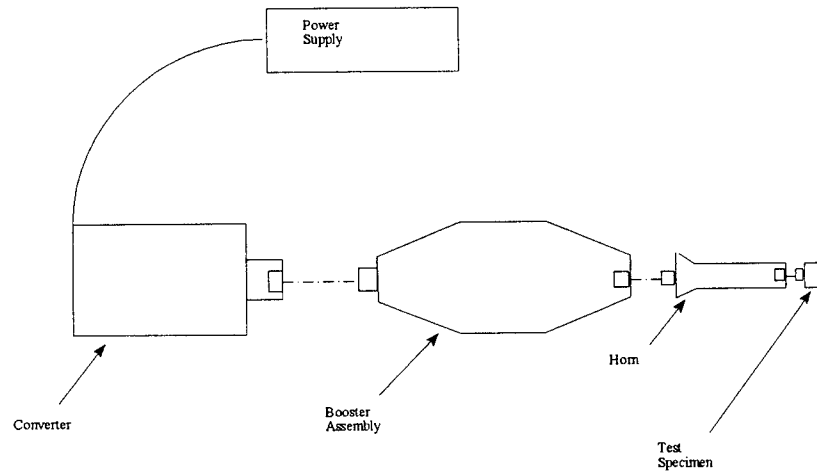 Power
Supply
Horn
Converter
Booster
Assembly
Test
Specimen